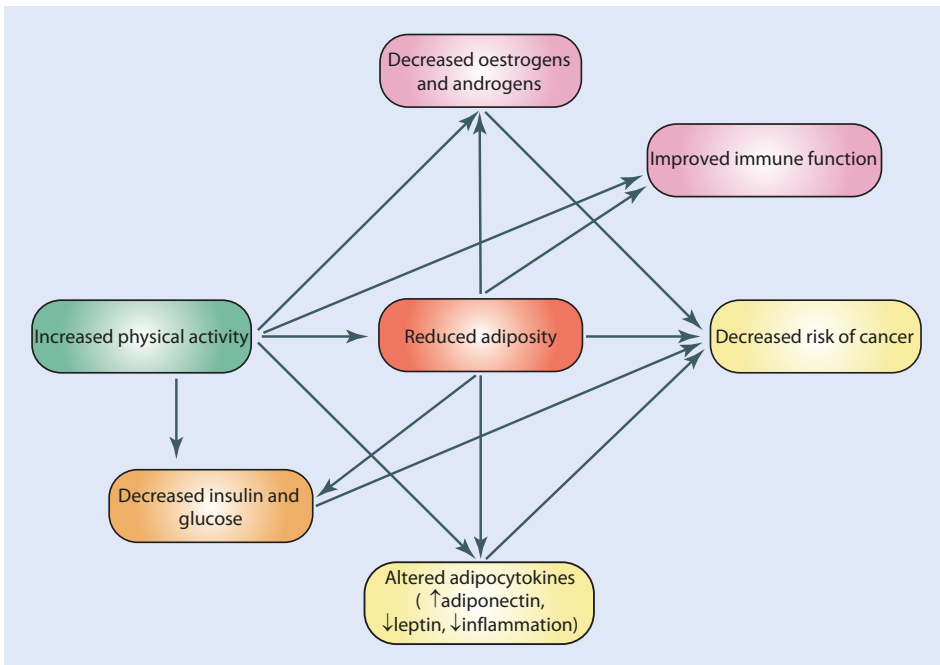 Decreased oestrogens
and androgens
Improved immune function
Increased physical activity
Reduced adiposity
Decreased risk of cancer
Decreased insulin and
glucose
Altered adipocytokines
( ↑adiponectin,
↓leptin, ↓inflammation)